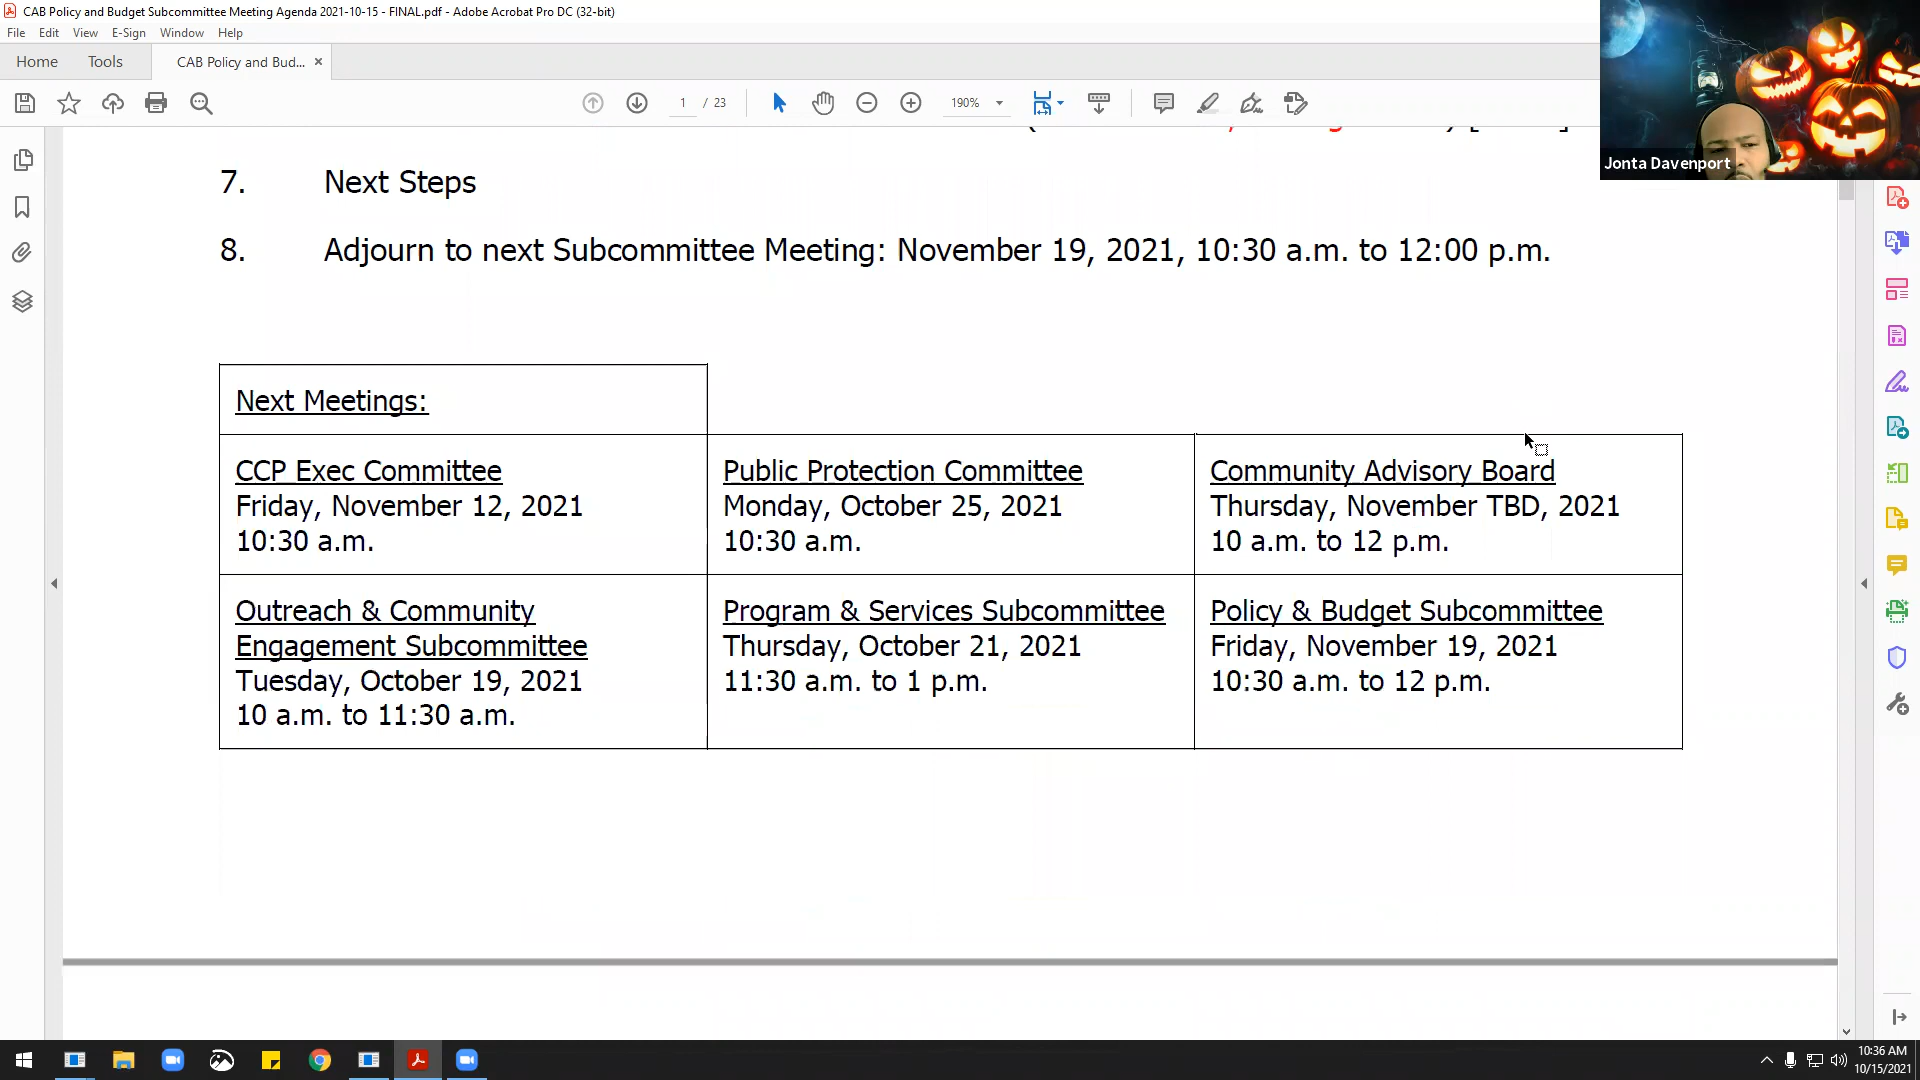 CAB Policy and Budget Subcommittee Meeting Agenda 2021-10-15 - FINAL.pdf - Adobe Acrobat Pro DC (32-bit)
File Edit View E-Sign Window Help
Home Tools CAB Policy and Bud... ×
1 / 23 190%
Jonta Davenport
7. Next Steps
8. Adjourn to next Subcommittee Meeting: November 19, 2021, 10:30 a.m. to 12:00 p.m.
Next Meetings:
CCP Exec Committee
Friday, November 12, 2021
10:30 a.m.
Public Protection Committee
Monday, October 25, 2021
10:30 a.m.
Community Advisory Board
Thursday, November TBD, 2021
10 a.m. to 12 p.m.
Outreach & Community
Engagement Subcommittee
Tuesday, October 19, 2021
10 a.m. to 11:30 a.m.
Program & Services Subcommittee
Thursday, October 21, 2021
11:30 a.m. to 1 p.m.
Policy & Budget Subcommittee
Friday, November 19, 2021
10:30 a.m. to 12 p.m.
10:36 AM
10/15/2021